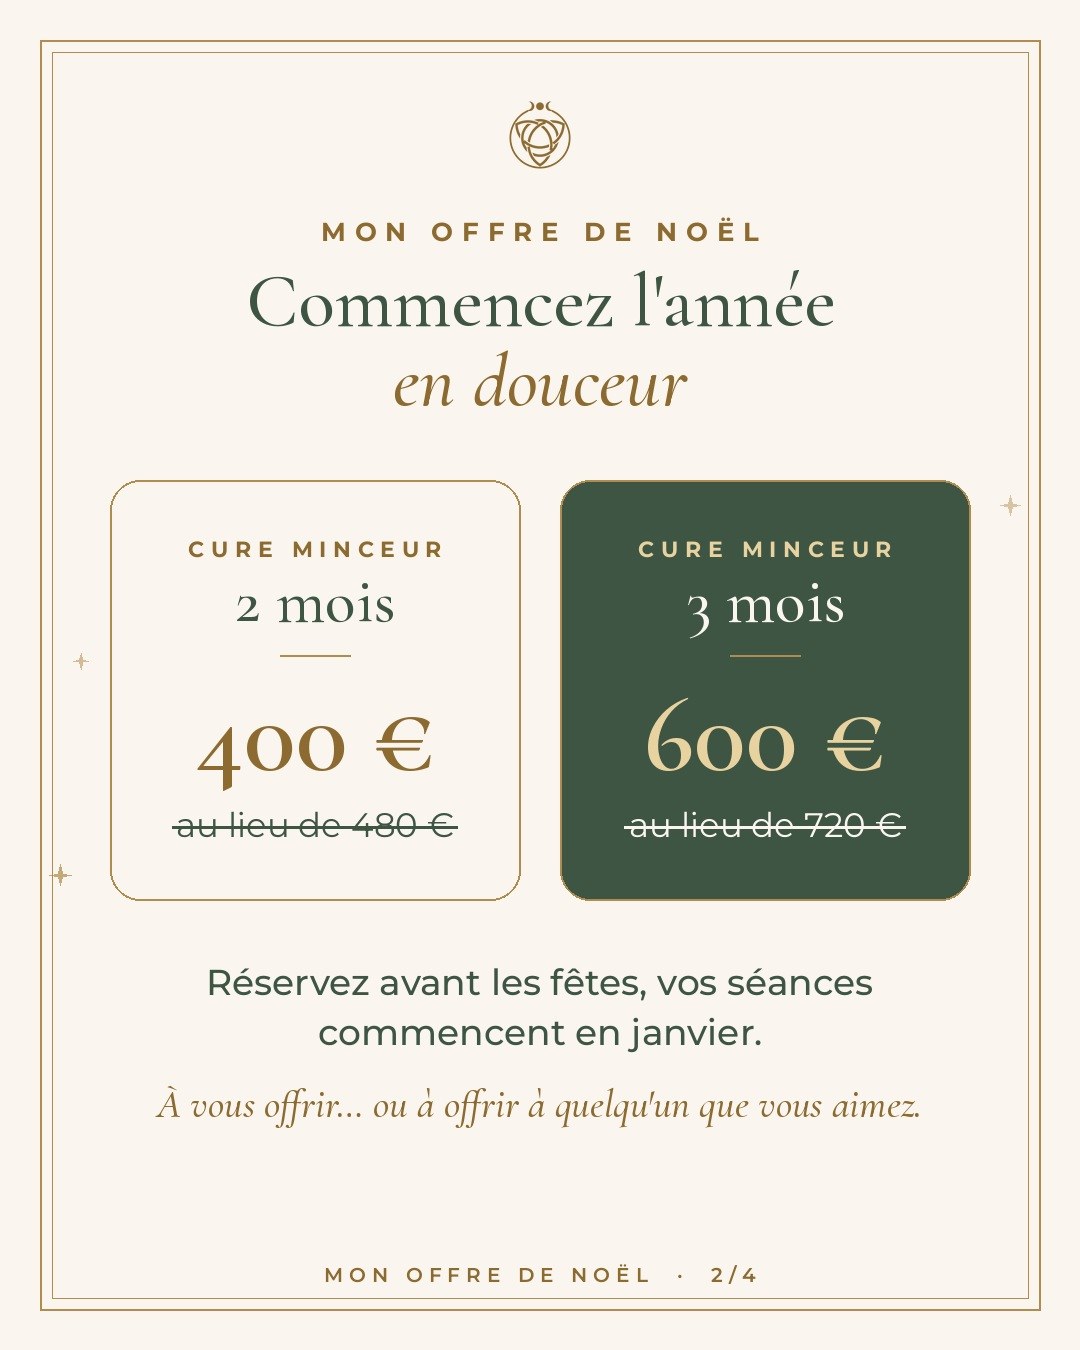 MON OFFRE DE NOËL
Commencez l'année
en douceur
CURE MINCEUR
2 mois
400 €
au lieu de 480 €
CURE MINCEUR
3 mois
600 €
au lieu de 720 €
Réservez avant les fêtes, vos séances
commencent en janvier.
À vous offrir... ou à offrir à quelqu'un que vous aimez.
MON OFFRE DE NOËL · 2/4